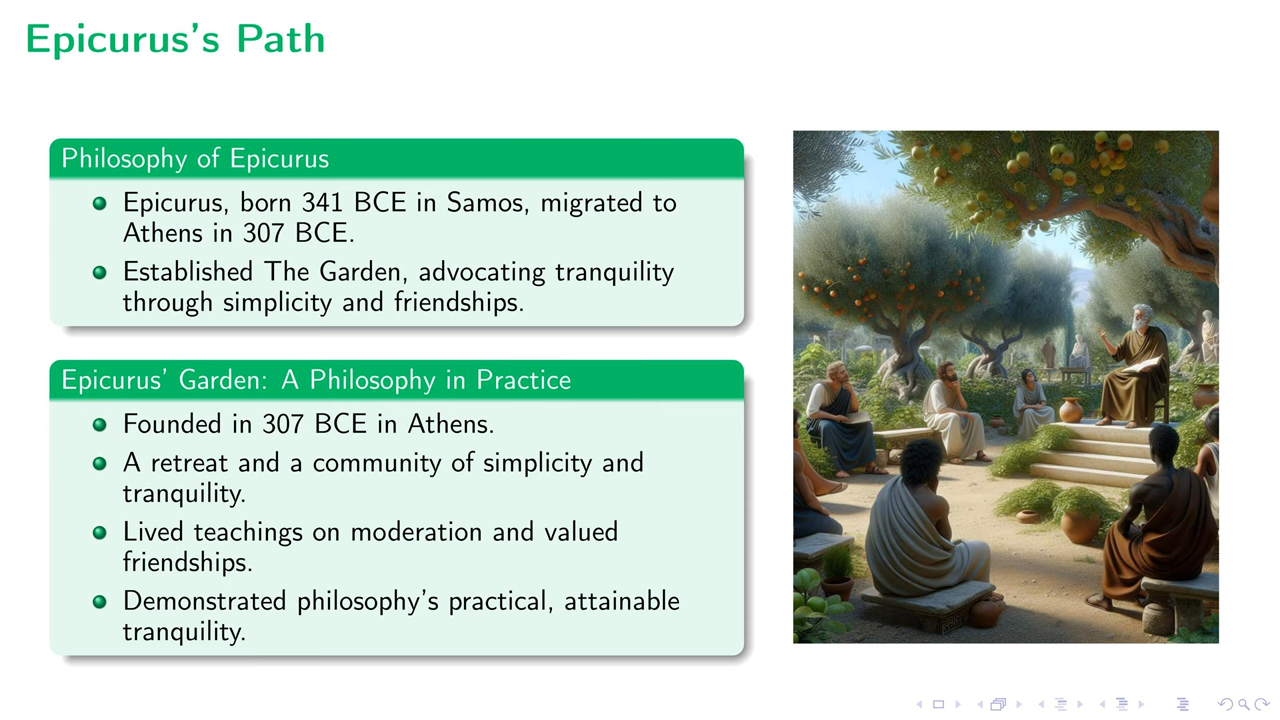 Epicurus's Path
Philosophy of Epicurus
Epicurus, born 341 BCE in Samos, migrated to
Athens in 307 BCE.
Established The Garden, advocating tranquility
through simplicity and friendships.
Epicurus' Garden: A Philosophy in Practice
Founded in 307 BCE in Athens.
A retreat and a community of simplicity and
tranquility.
Lived teachings on moderation and valued
friendships.
Demonstrated philosophy's practical, attainable
tranquility.